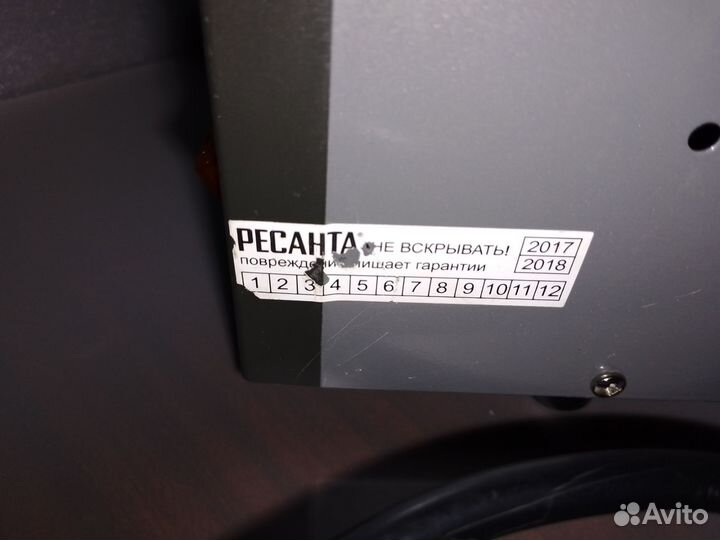 РЕСАНТА® НЕ ВСКРЫВАТЬ! 2017
лишает гарантии 2018
1 2 3 4 5 6 7 8 9 10 11 12
Avito